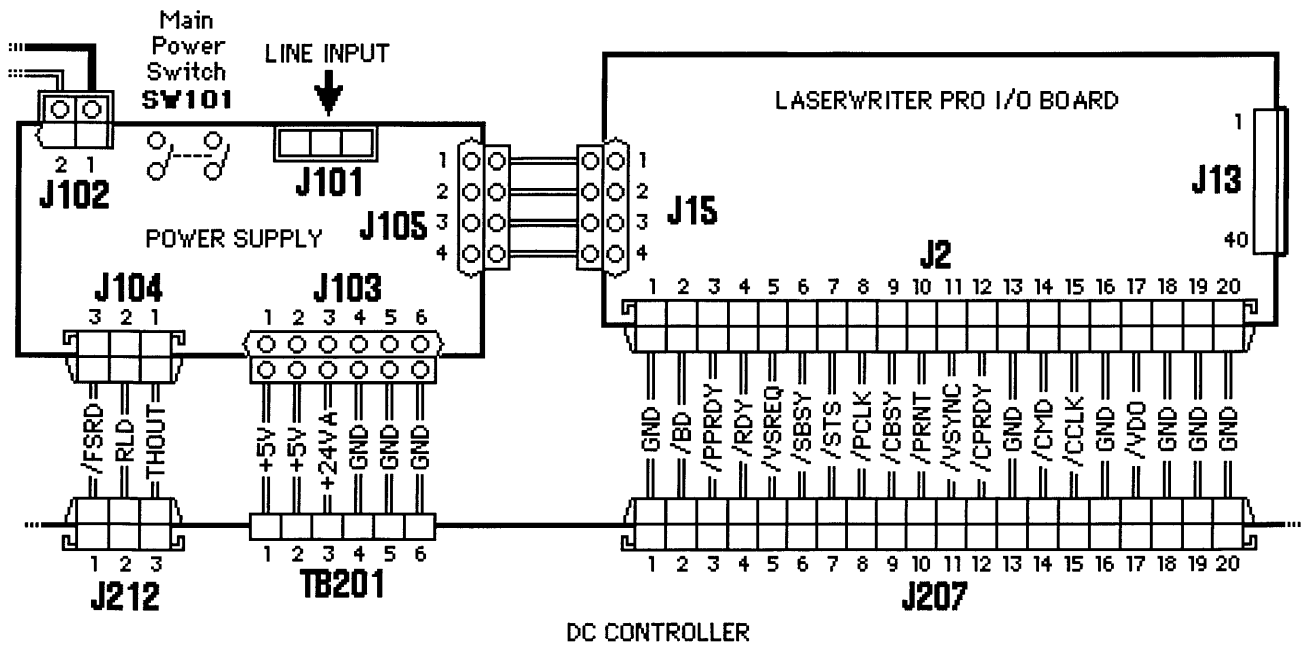 Main
Power
Switch
SW101
LINE INPUT
LASERWRITER PRO I/O BOARD
2 1
J102
J101
1
2
3
4
J105
1
2
3
4
J15
1
J13
40
POWER SUPPLY
J104
3 2 1
J103
1 2 3 4 5 6
J2
1 2 3 4 5 6 7 8 9 10 11 12 13 14 15 16 17 18 19 20
/FSRD
RLD
THOUT
+5V
+5V
+24VA
GND
GND
GND
GND
/BD
/PPRDY
/RDY
/VSREQ
/SBSY
/STS
/PCLK
/CBSY
/PRNT
/VSYNC
/CPRDY
GND
/CMD
/CCLK
GND
/VDO
GND
GND
GND
1 2 3
J212
1 2 3 4 5 6
TB201
1 2 3 4 5 6 7 8 9 10 11 12 13 14 15 16 17 18 19 20
J207
DC CONTROLLER